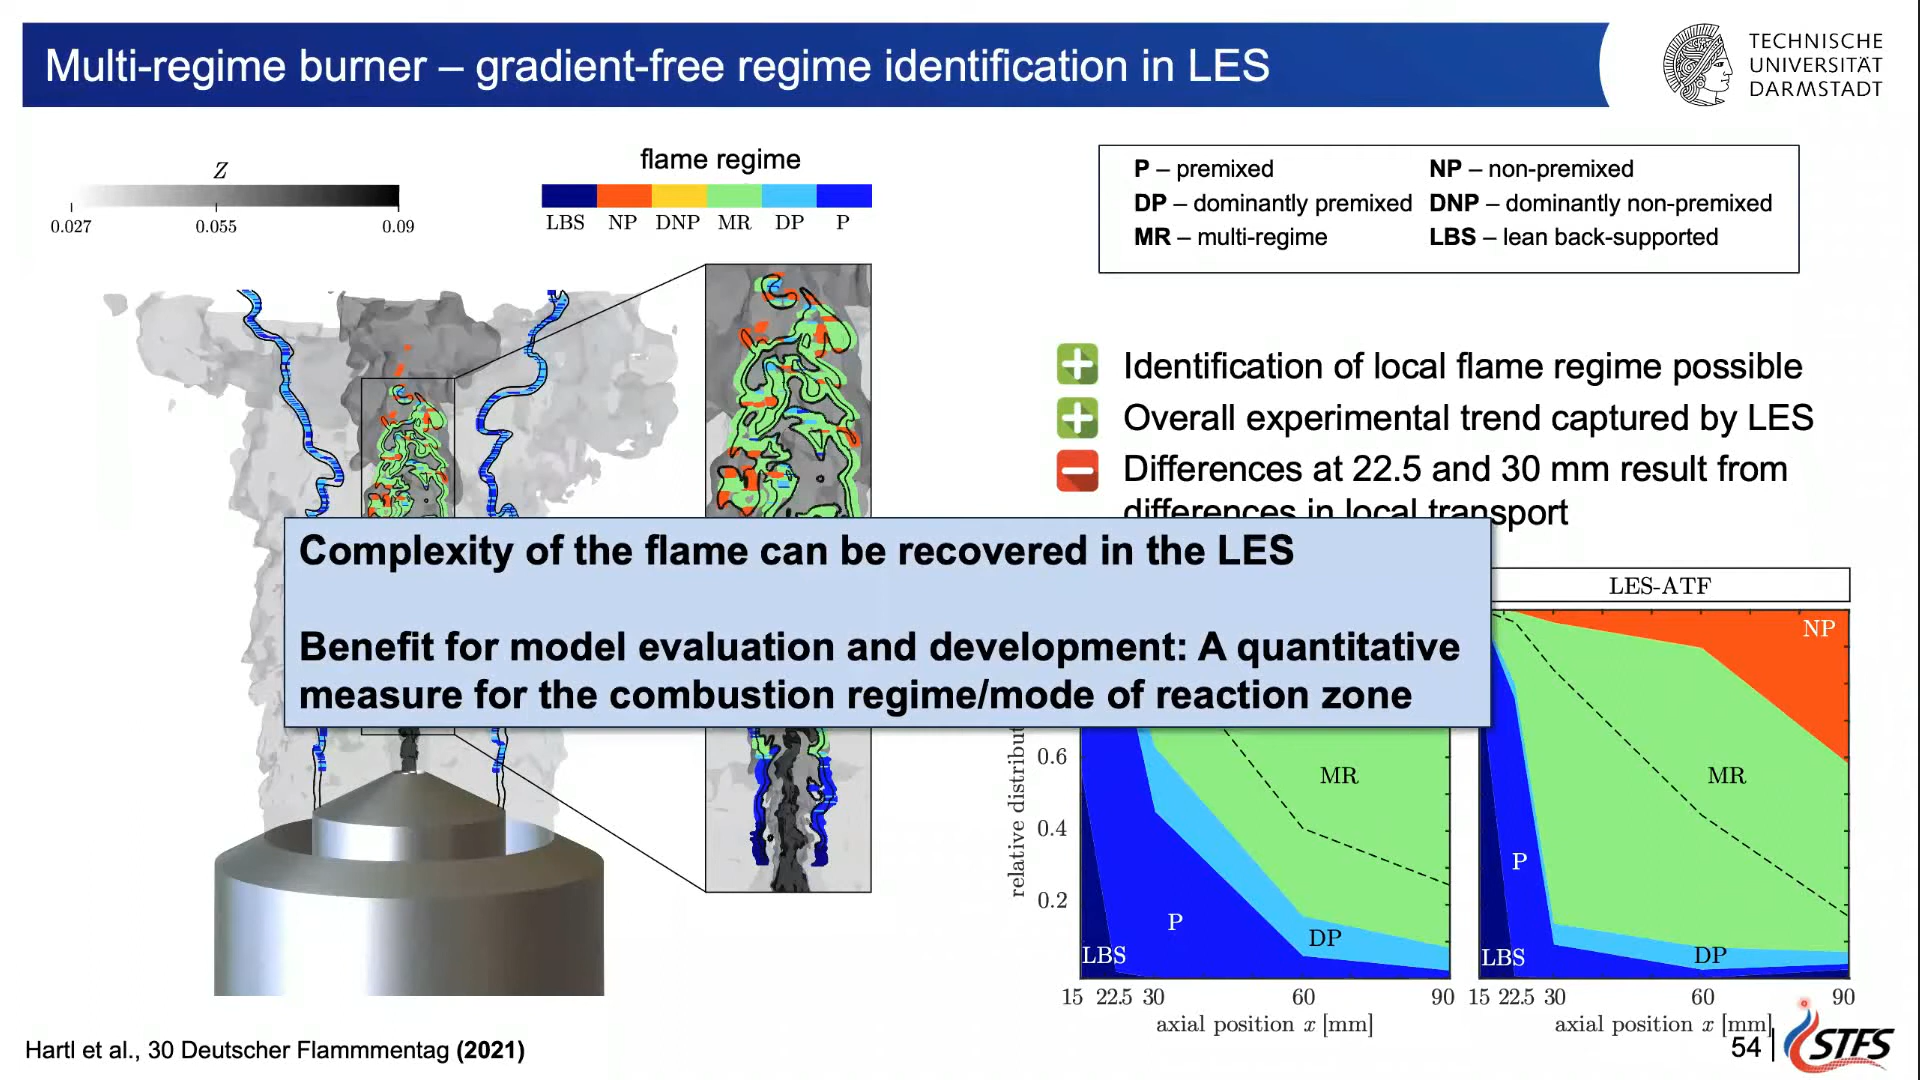 Multi-regime burner – gradient-free regime identification in LES
TECHNISCHE
UNIVERSITÄT
DARMSTADT
Z
0.027 0.055 0.09
flame regime
LBS NP DNP MR DP P
P – premixed NP – non-premixed
DP – dominantly premixed DNP – dominantly non-premixed
MR – multi-regime LBS – lean back-supported
Identification of local flame regime possible
Overall experimental trend captured by LES
Differences at 22.5 and 30 mm result from
differences in local transport
Complexity of the flame can be recovered in the LES
Benefit for model evaluation and development: A quantitative
measure for the combustion regime/mode of reaction zone
LES-ATF
NP
MR
P
LBS
DP
15 22.5 30 60 90
axial position x [mm]
relative distribut
0.6
0.4
0.2
MR
P
DP
LBS
15 22.5 30 60 90
axial position x [mm]
Hartl et al., 30 Deutscher Flammmentag (2021)
54
STFS